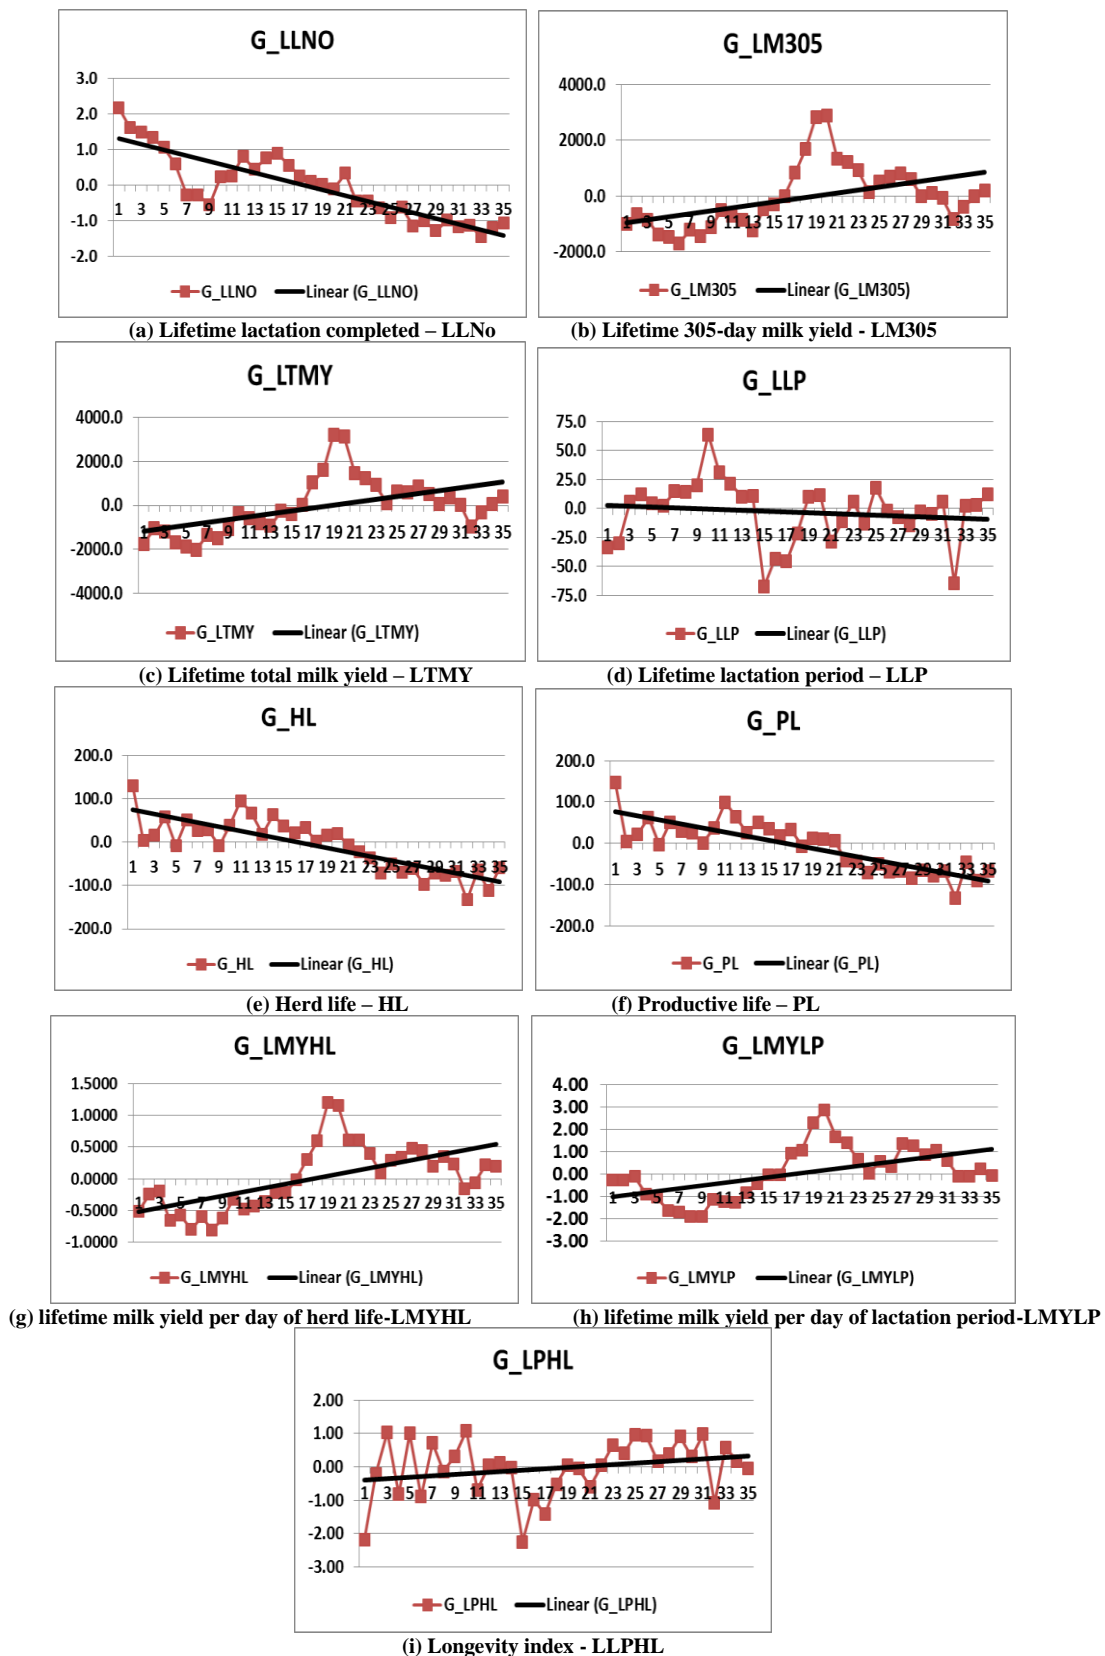 G_LLNO
3.0
2.0
1.0
0.0
-1.0
-2.0
1 3 5 7 9 11 13 15 17 19 21 23 25 27 29 31 33 35
G_LLNO Linear (G_LLNO)
(a) Lifetime lactation completed – LLNo
G_LM305
4000.0
2000.0
0.0
-2000.0
1 3 5 7 9 11 13 15 17 19 21 23 25 27 29 31 33 35
G_LM305 Linear (G_LM305)
(b) Lifetime 305-day milk yield - LM305
G_LTMY
4000.0
2000.0
0.0
-2000.0
-4000.0
1 3 5 7 9 11 13 15 17 19 21 23 25 27 29 31 33 35
G_LTMY Linear (G_LTMY)
(c) Lifetime total milk yield – LTMY
G_LLP
75.0
50.0
25.0
0.0
-25.0
-50.0
-75.0
1 3 5 7 9 11 13 15 17 19 21 23 25 27 29 31 33 35
G_LLP Linear (G_LLP)
(d) Lifetime lactation period – LLP
G_HL
200.0
100.0
0.0
-100.0
-200.0
1 3 5 7 9 11 13 15 17 19 21 23 25 27 29 31 33 35
G_HL Linear (G_HL)
(e) Herd life – HL
G_PL
200.0
100.0
0.0
-100.0
-200.0
1 3 5 7 9 11 13 15 17 19 21 23 25 27 29 31 33 35
G_PL Linear (G_PL)
(f) Productive life – PL
G_LMYHL
1.5000
1.0000
0.5000
0.0000
-0.5000
-1.0000
1 3 5 7 9 11 13 15 17 19 21 23 25 27 29 31 33 35
G_LMYHL Linear (G_LMYHL)
(g) lifetime milk yield per day of herd life-LMYHL
G_LMYLP
4.00
3.00
2.00
1.00
0.00
-1.00
-2.00
-3.00
1 3 5 7 9 11 13 15 17 19 21 23 25 27 29 31 33 35
G_LMYLP Linear (G_LMYLP)
(h) lifetime milk yield per day of lactation period-LMYLP
G_LPHL
2.00
1.00
0.00
-1.00
-2.00
-3.00
1 3 5 7 9 11 13 15 17 19 21 23 25 27 29 31 33 35
G_LPHL Linear (G_LPHL)
(i) Longevity index - LLPHL